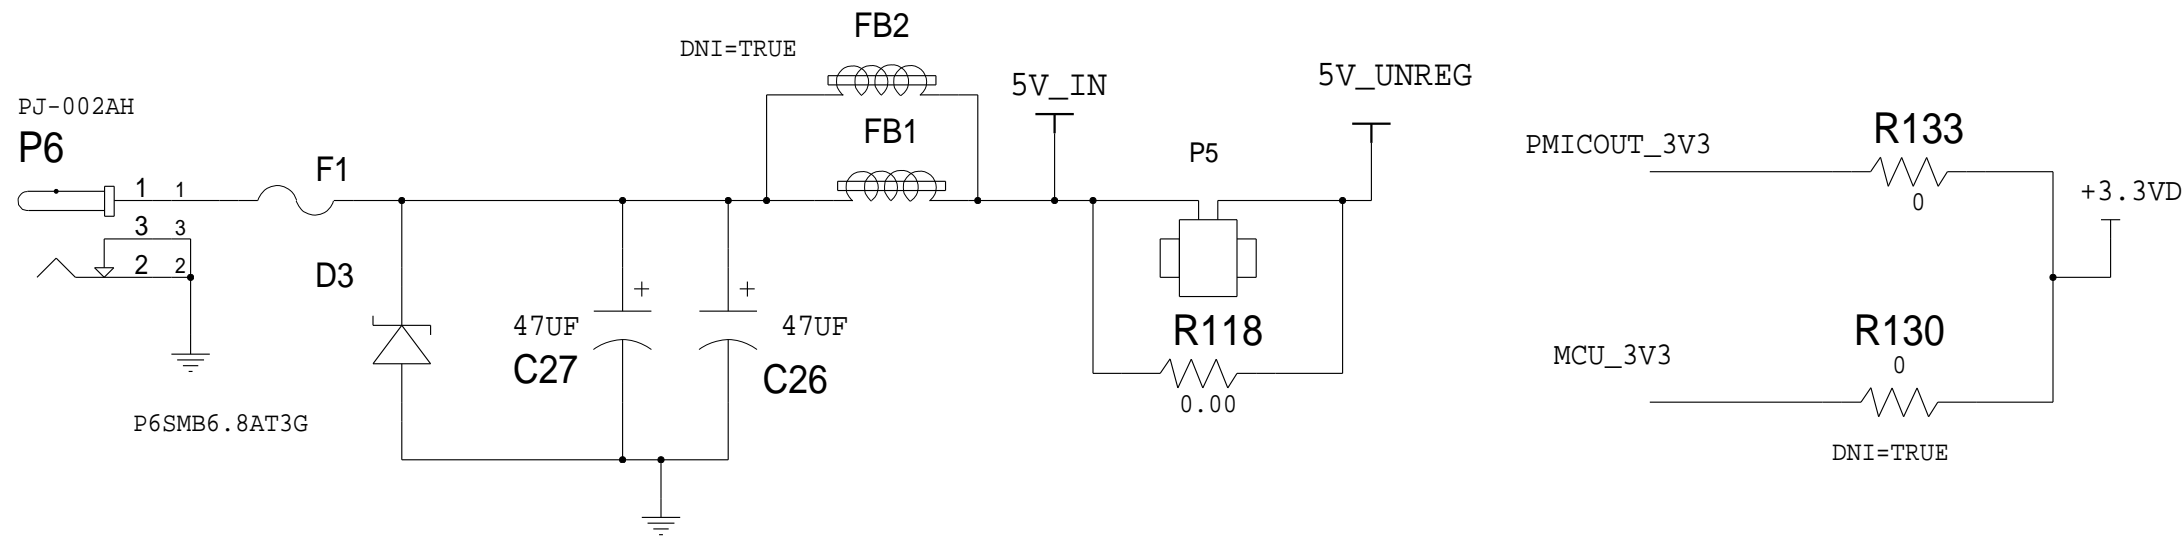 FB2
DNI=TRUE
5V_IN
5V_UNREG
PJ-002AH
P6
FB1
R133
PMICOUT_3V3
P5
F1
1 1
0
+3.3VD
3 3
2 2
D3
+ +
47UF
47UF
R118
R130
C27
C26
MCU_3V3
0
0.00
P6SMB6.8AT3G
DNI=TRUE